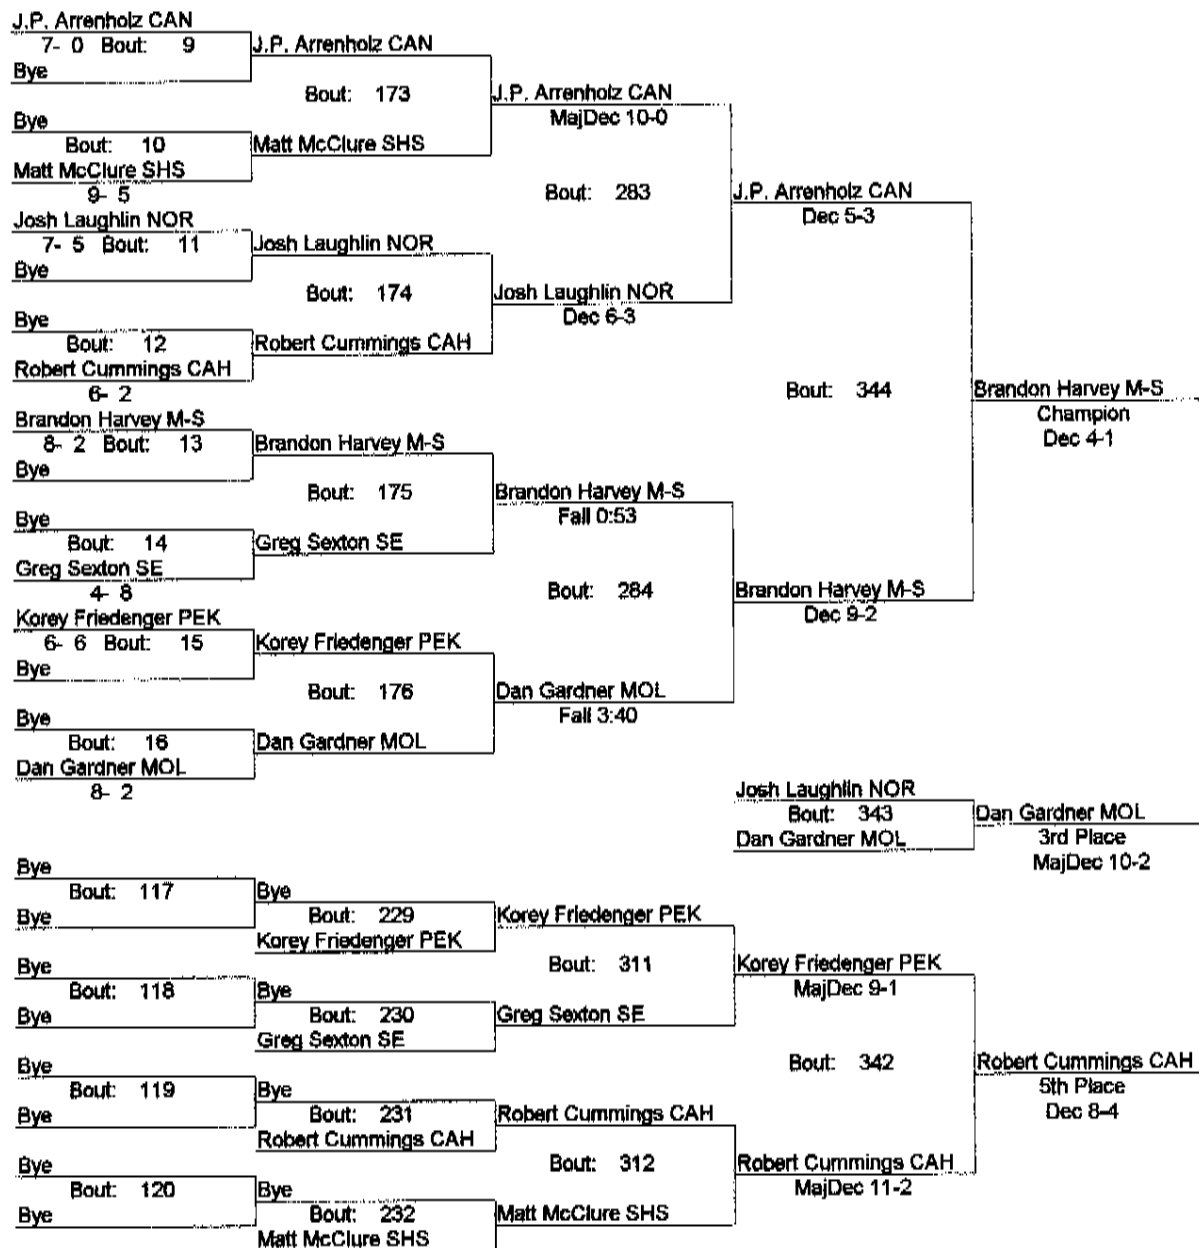 J.P. Arrenholz CAN
7- 0 Bout: 9
J.P. Arrenholz CAN
Bye
Bout: 173
J.P. Arrenholz CAN
MajDec 10-0
Bye
Bout: 10
Matt McClure SHS
Matt McClure SHS
9- 5
Bout: 283
J.P. Arrenholz CAN
Dec 5-3
Josh Laughlin NOR
7- 5 Bout: 11
Josh Laughlin NOR
Bye
Bout: 174
Josh Laughlin NOR
Dec 6-3
Bye
Bout: 12
Robert Cummings CAH
Robert Cummings CAH
6- 2
Bout: 344
Brandon Harvey M-S
Champion
Dec 4-1
Brandon Harvey M-S
8- 2 Bout: 13
Brandon Harvey M-S
Bye
Bout: 175
Brandon Harvey M-S
Fall 0:53
Bye
Bout: 14
Greg Sexton SE
Greg Sexton SE
4- 8
Bout: 284
Brandon Harvey M-S
Dec 9-2
Korey Friedenger PEK
6- 6 Bout: 15
Korey Friedenger PEK
Bye
Bout: 176
Dan Gardner MOL
Fall 3:40
Bye
Bout: 16
Dan Gardner MOL
Dan Gardner MOL
8- 2
Josh Laughlin NOR
Bout: 343
Dan Gardner MOL
Dan Gardner MOL
3rd Place
MajDec 10-2
Bye
Bout: 117
Bye
Bye
Bout: 229
Korey Friedenger PEK
Korey Friedenger PEK
Bye
Bout: 118
Bye
Bye
Bout: 230
Greg Sexton SE
Greg Sexton SE
Bout: 311
Korey Friedenger PEK
MajDec 9-1
Bye
Bout: 119
Bye
Bye
Bout: 231
Robert Cummings CAH
Robert Cummings CAH
Bout: 342
Robert Cummings CAH
5th Place
Dec 8-4
Bye
Bout: 120
Bye
Bye
Bout: 232
Matt McClure SHS
Matt McClure SHS
Bout: 312
Robert Cummings CAH
MajDec 11-2